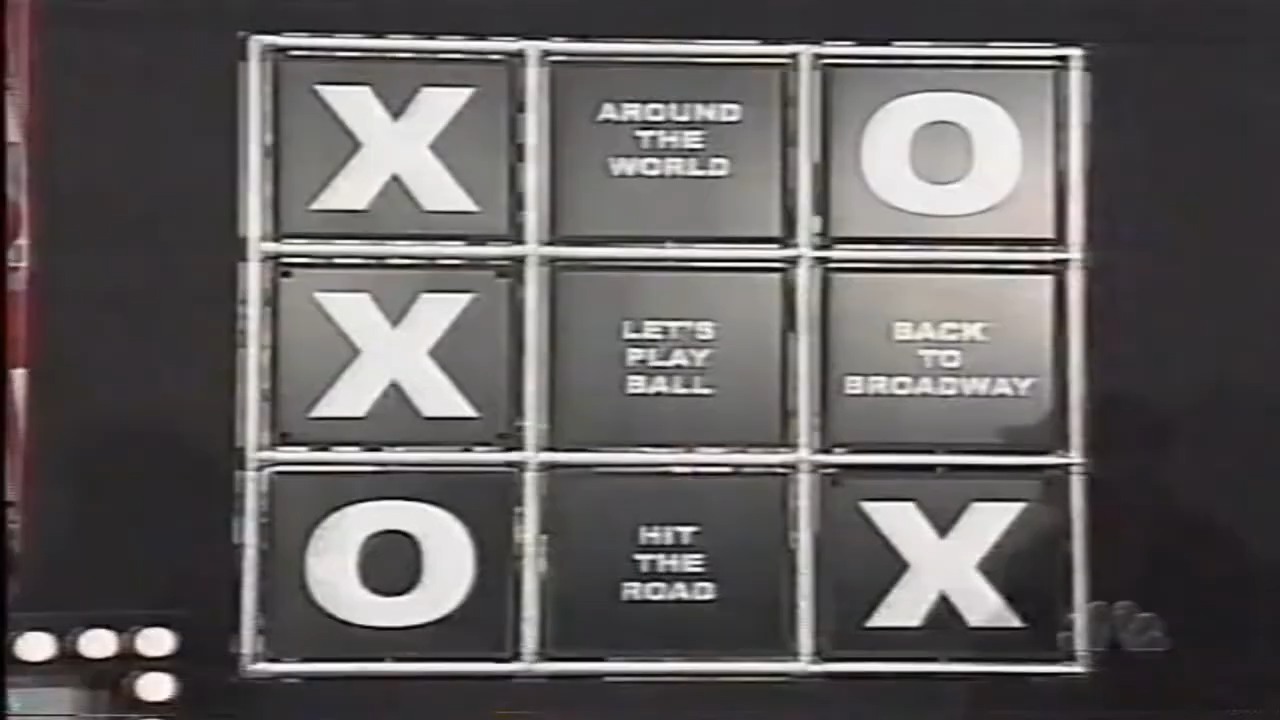 X
AROUND
THE
WORLD
O
X
LET'S
PLAY
BALL
BACK
TO
BROADWAY
O
HIT
THE
ROAD
X